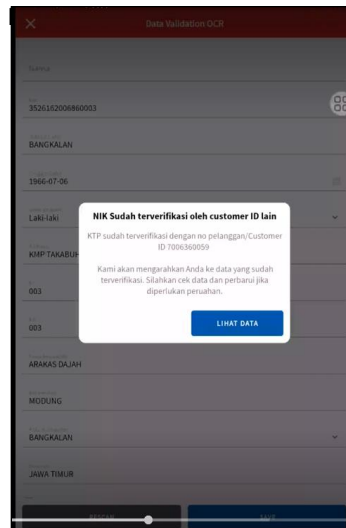 Data Validation OCR
3526162006860003
BANGKALAN
1966-07-06
Laki-laki
NIK Sudah terverifikasi oleh customer ID lain
KTP sudah terverifikasi dengan no pelanggan/Customer
ID 7006360059
Kami akan mengarahkan Anda ke data yang sudah
terverifikasi. Silahkan cek data dan perbarui jika
diperlukan peruahan.
LIHAT DATA
KMP TAKABUH
003
003
ARAKAS DAJAH
MODUNG
BANGKALAN
JAWA TIMUR
SAVE